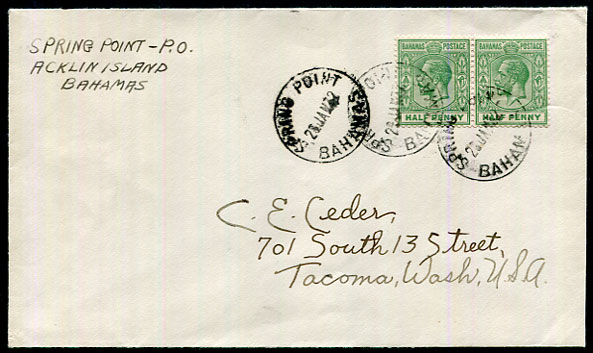 SPRING POINT - P.O.
ACKLIN ISLAND
BAHAMAS
BAHAMAS POSTAGE
HALF PENNY
BAHAMAS POSTAGE
HALF PENNY
SPRING POINT
BAHAMAS
SPRING
BAHAM
C. E. Ceder,
701 South 13 Street,
Tacoma, Wash, U.S.A.